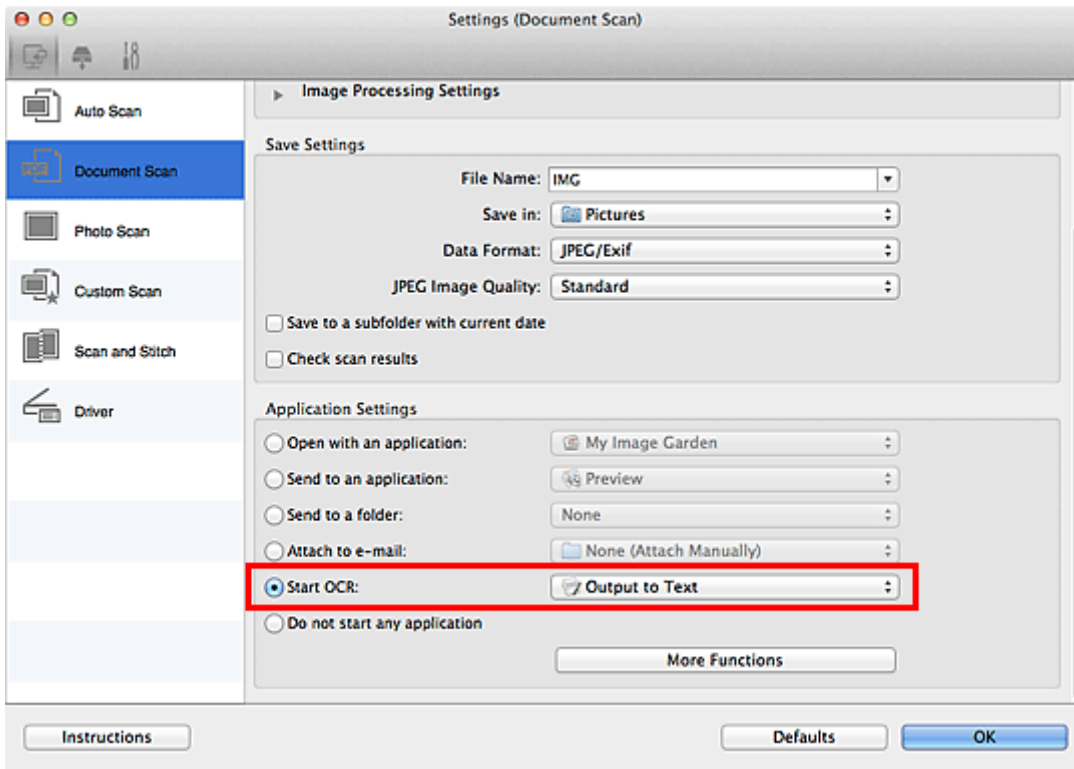 Settings (Document Scan)
Auto Scan
Document Scan
Photo Scan
Custom Scan
Scan and Stitch
Driver
Image Processing Settings
Save Settings
File Name: IMG
Save in: Pictures
Data Format: JPEG/Exif
JPEG Image Quality: Standard
Save to a subfolder with current date
Check scan results
Application Settings
Open with an application: My Image Garden
Send to an application: Preview
Send to a folder: None
Attach to e-mail: None (Attach Manually)
Start OCR: Output to Text
Do not start any application
More Functions
Instructions Defaults OK